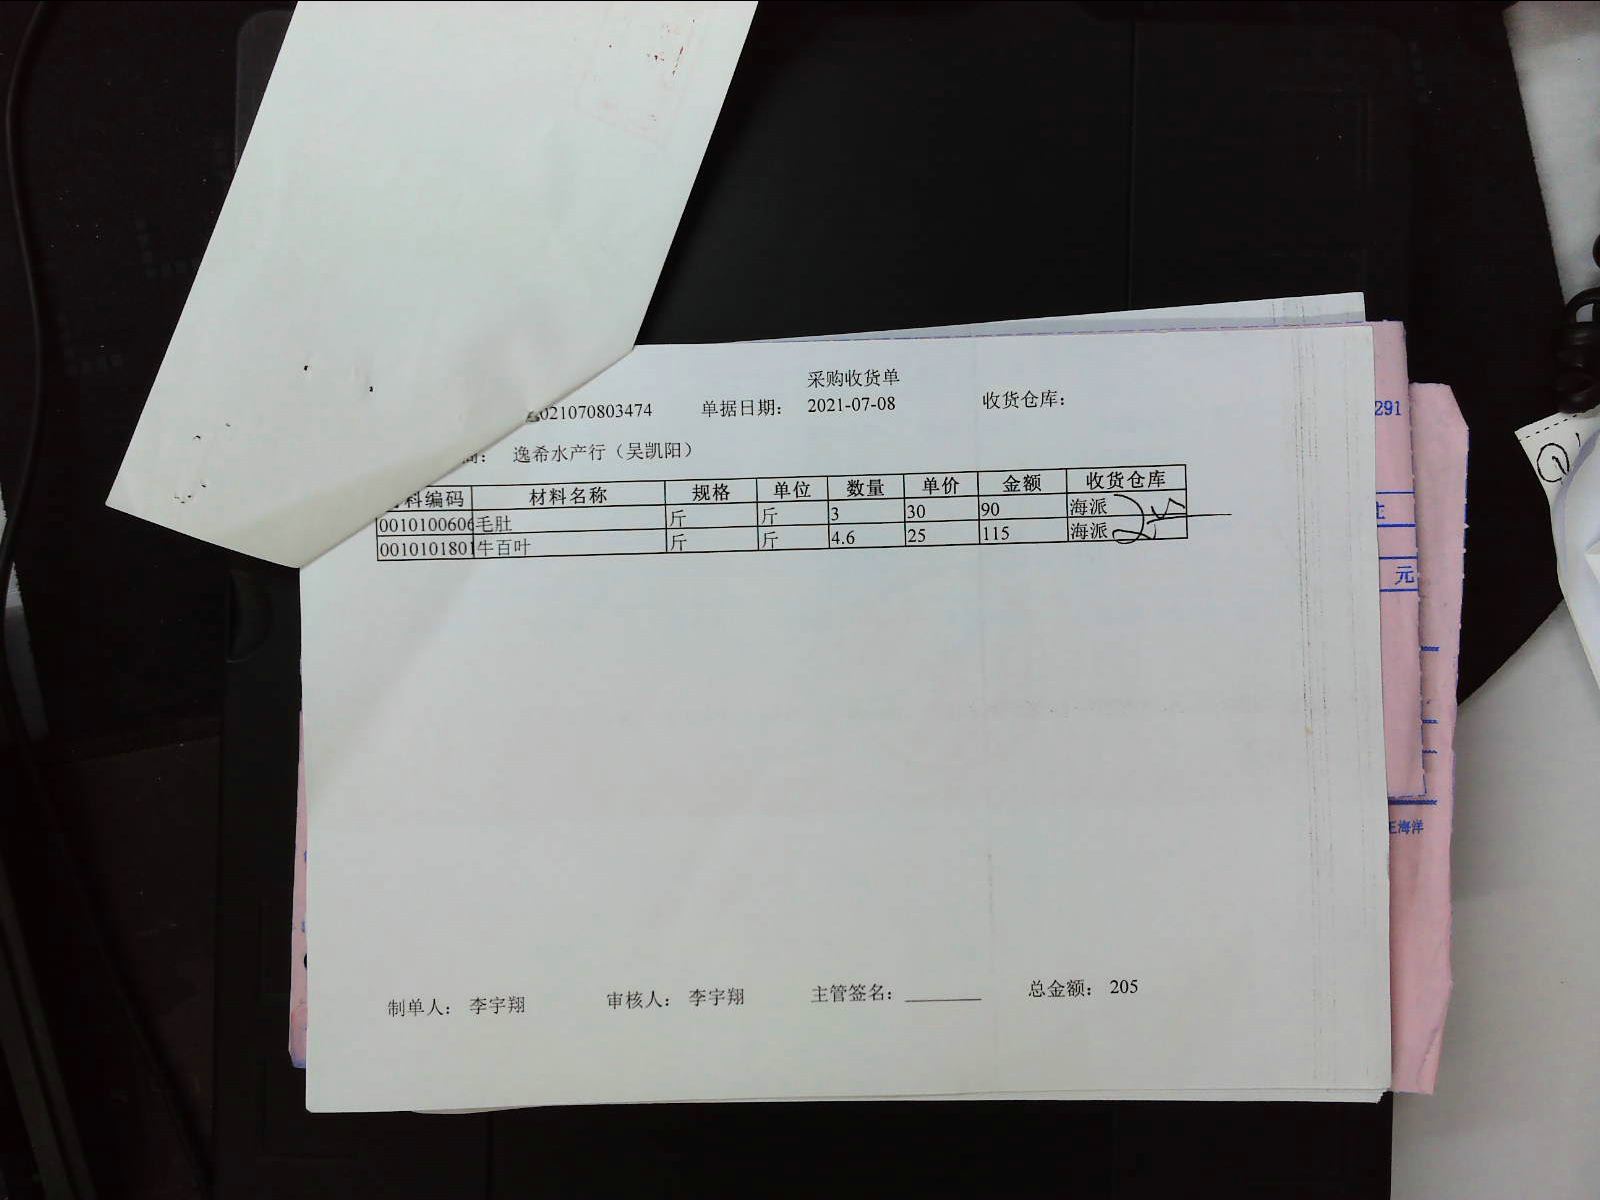 采购收货单
021070803474 单据日期： 2021-07-08 收货仓库：
商： 逸希水产行（吴凯阳）
料编码 材料名称 规格 单位 数量 单价 金额 收货仓库
0010100606 毛肚 斤 斤 3 30 90 海派
0010101801 牛百叶 斤 斤 4.6 25 115 海派
制单人： 李宇翔 审核人： 李宇翔 主管签名： 总金额： 205
291
元
王海洋